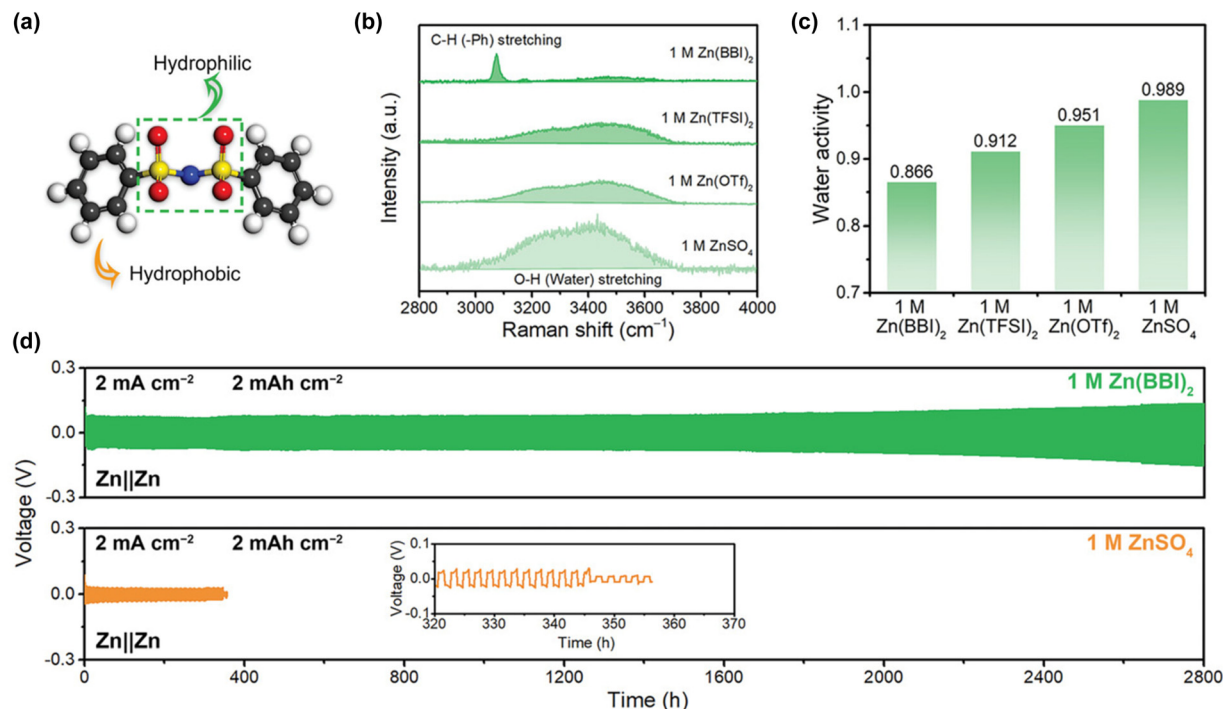 (a)
Hydrophilic
Hydrophobic
(b)
C-H (-Ph) stretching
1 M Zn(BBI)₂
1 M Zn(TFSI)₂
1 M Zn(OTf)₂
1 M ZnSO₄
O-H (Water) stretching
Intensity (a.u.)
2800 3000 3200 3400 3600 3800 4000
Raman shift (cm⁻¹)
(c)
Water activity
1.1
1.0
0.9
0.8
0.7
0.866
0.912
0.951
0.989
1 M Zn(BBI)₂
1 M Zn(TFSI)₂
1 M Zn(OTf)₂
1 M ZnSO₄
(d)
Voltage (V)
0.3
0.0
-0.3
2 mA cm⁻² 2 mAh cm⁻²
1 M Zn(BBI)₂
Zn||Zn
0.3
0.0
-0.3
2 mA cm⁻² 2 mAh cm⁻²
1 M ZnSO₄
Zn||Zn
Voltage (V)
0.1
0.0
-0.1
320 330 340 350 360 370
Time (h)
0 400 800 1200 1600 2000 2400 2800
Time (h)